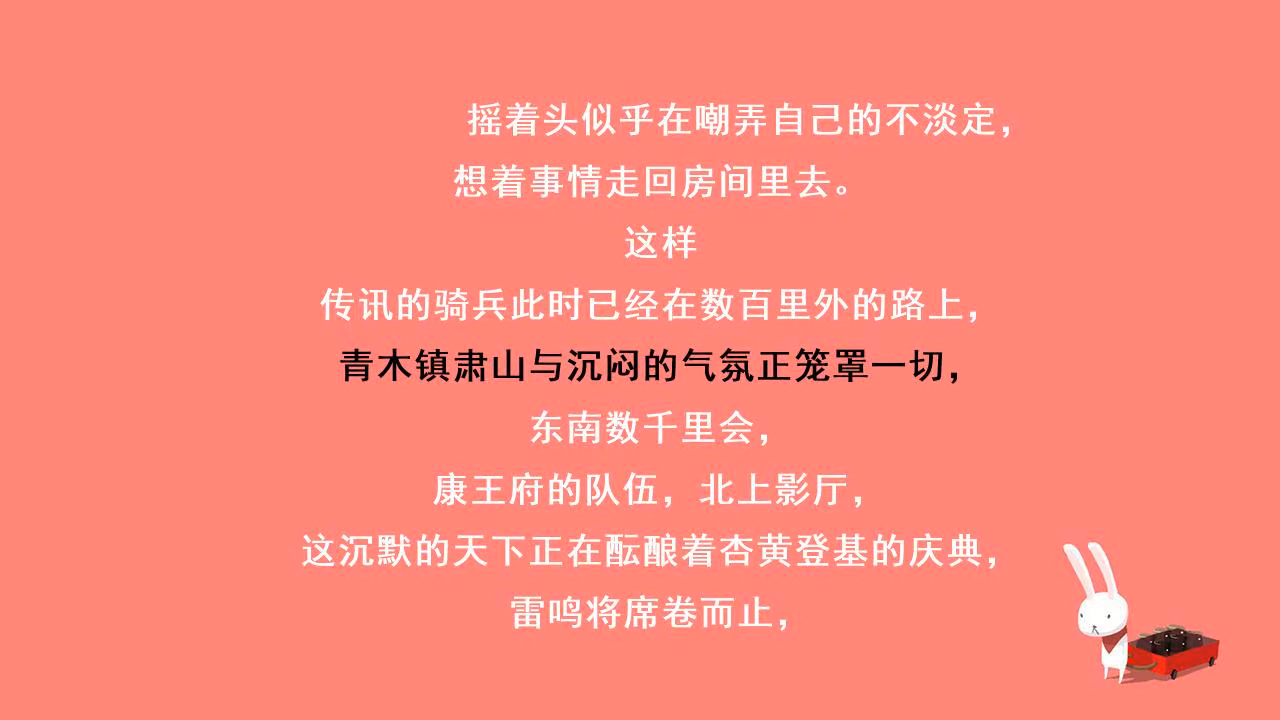 摇着头似乎在嘲弄自己的不淡定，
想着事情走回房间里去。
这样
传讯的骑兵此时已经在数百里外的路上，
青木镇肃山与沉闷的气氛正笼罩一切，
东南数千里会，
康王府的队伍，北上影厅，
这沉默的天下正在酝酿着杏黄登基的庆典，
雷鸣将席卷而止，